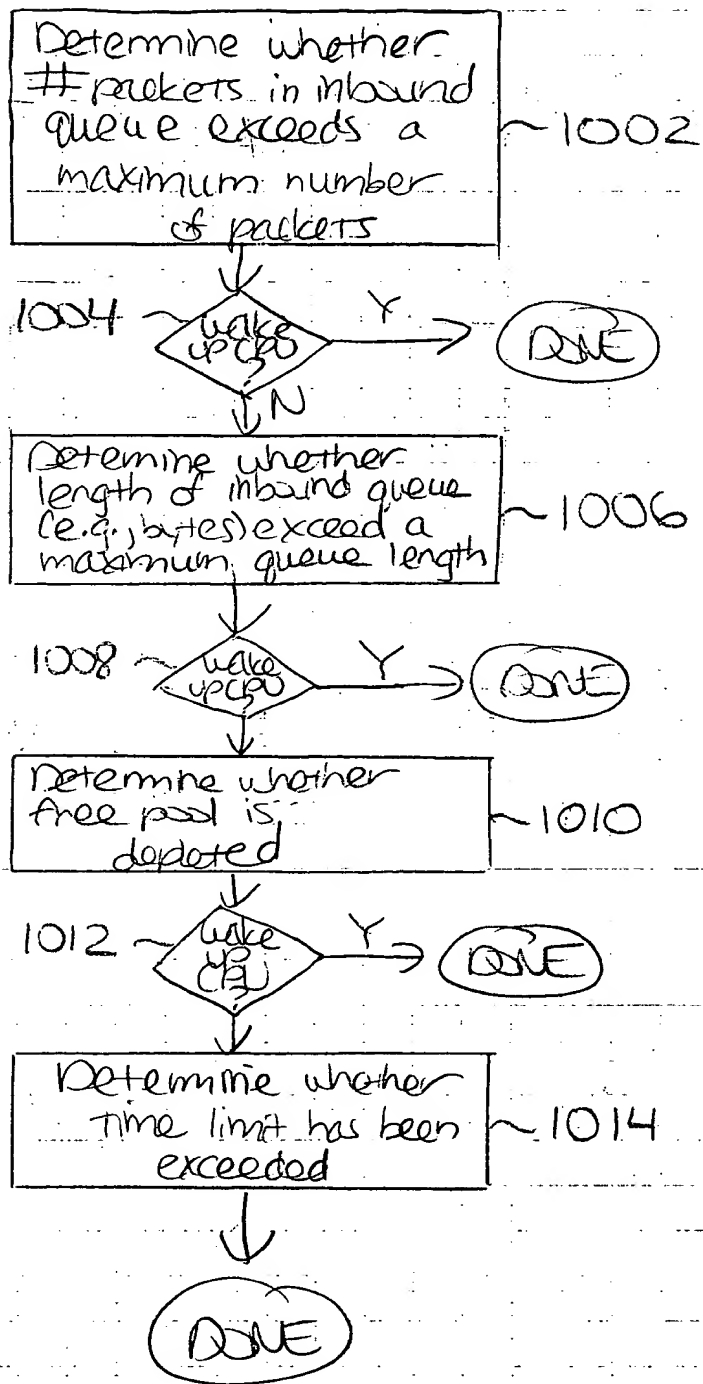 Determine whether
# packets in inbound
queue exceeds a
maximum number
of packets
~1002
1004 ~
wake
up CPU
?
Y
DONE
N
Detemine whether
length of inbound queue
(e.g., bytes) exceed a
maximum queue length
~1006
1008 ~
wake
up CPU
?
Y
DONE
Determine whether
free pool is
depleted
~1010
1012 ~
wake
up
CPU
?
Y
DONE
Determine whether
time limit has been
exceeded
~1014
DONE